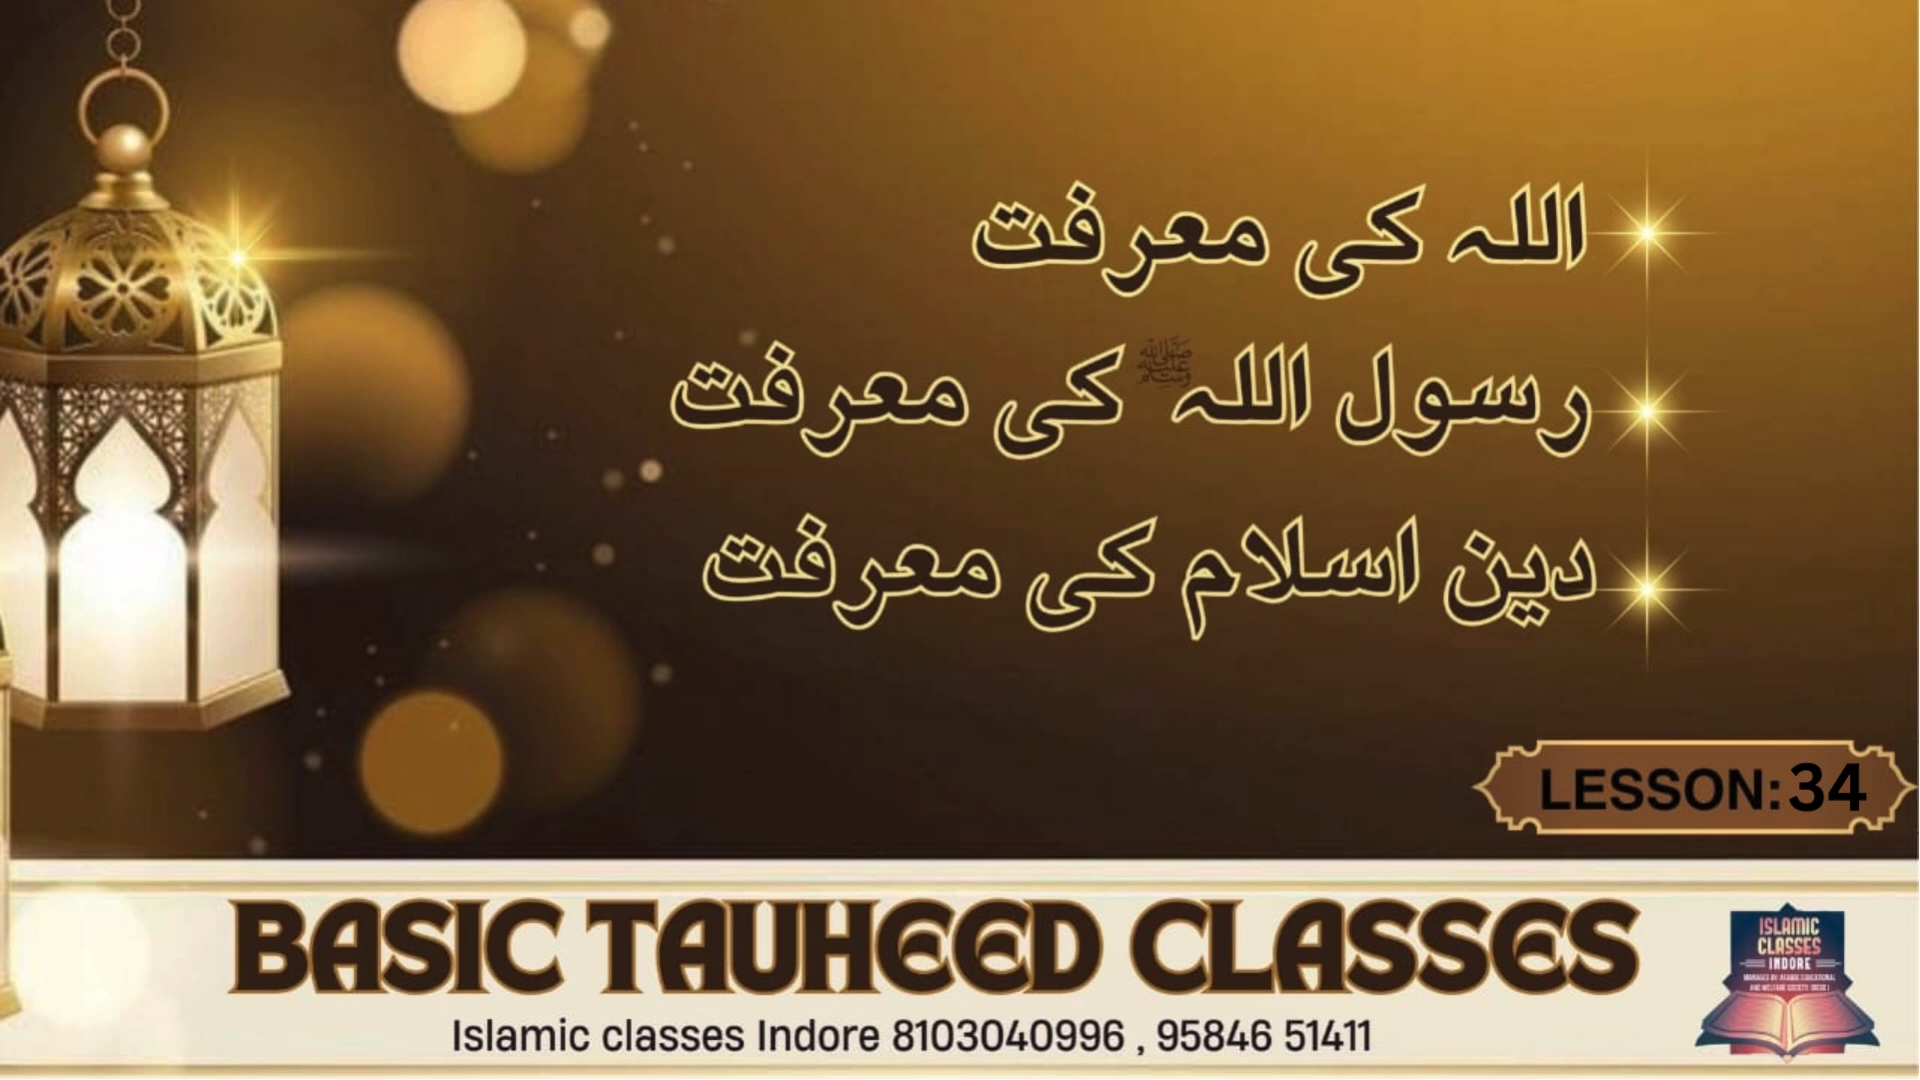 اللہ کی معرفت
رسول اللہ ﷺ کی معرفت
دین اسلام کی معرفت
LESSON: 34
BASIC TAUHEED CLASSES
Islamic classes Indore 8103040996 , 95846 51411
ISLAMIC
CLASSES
INDORE